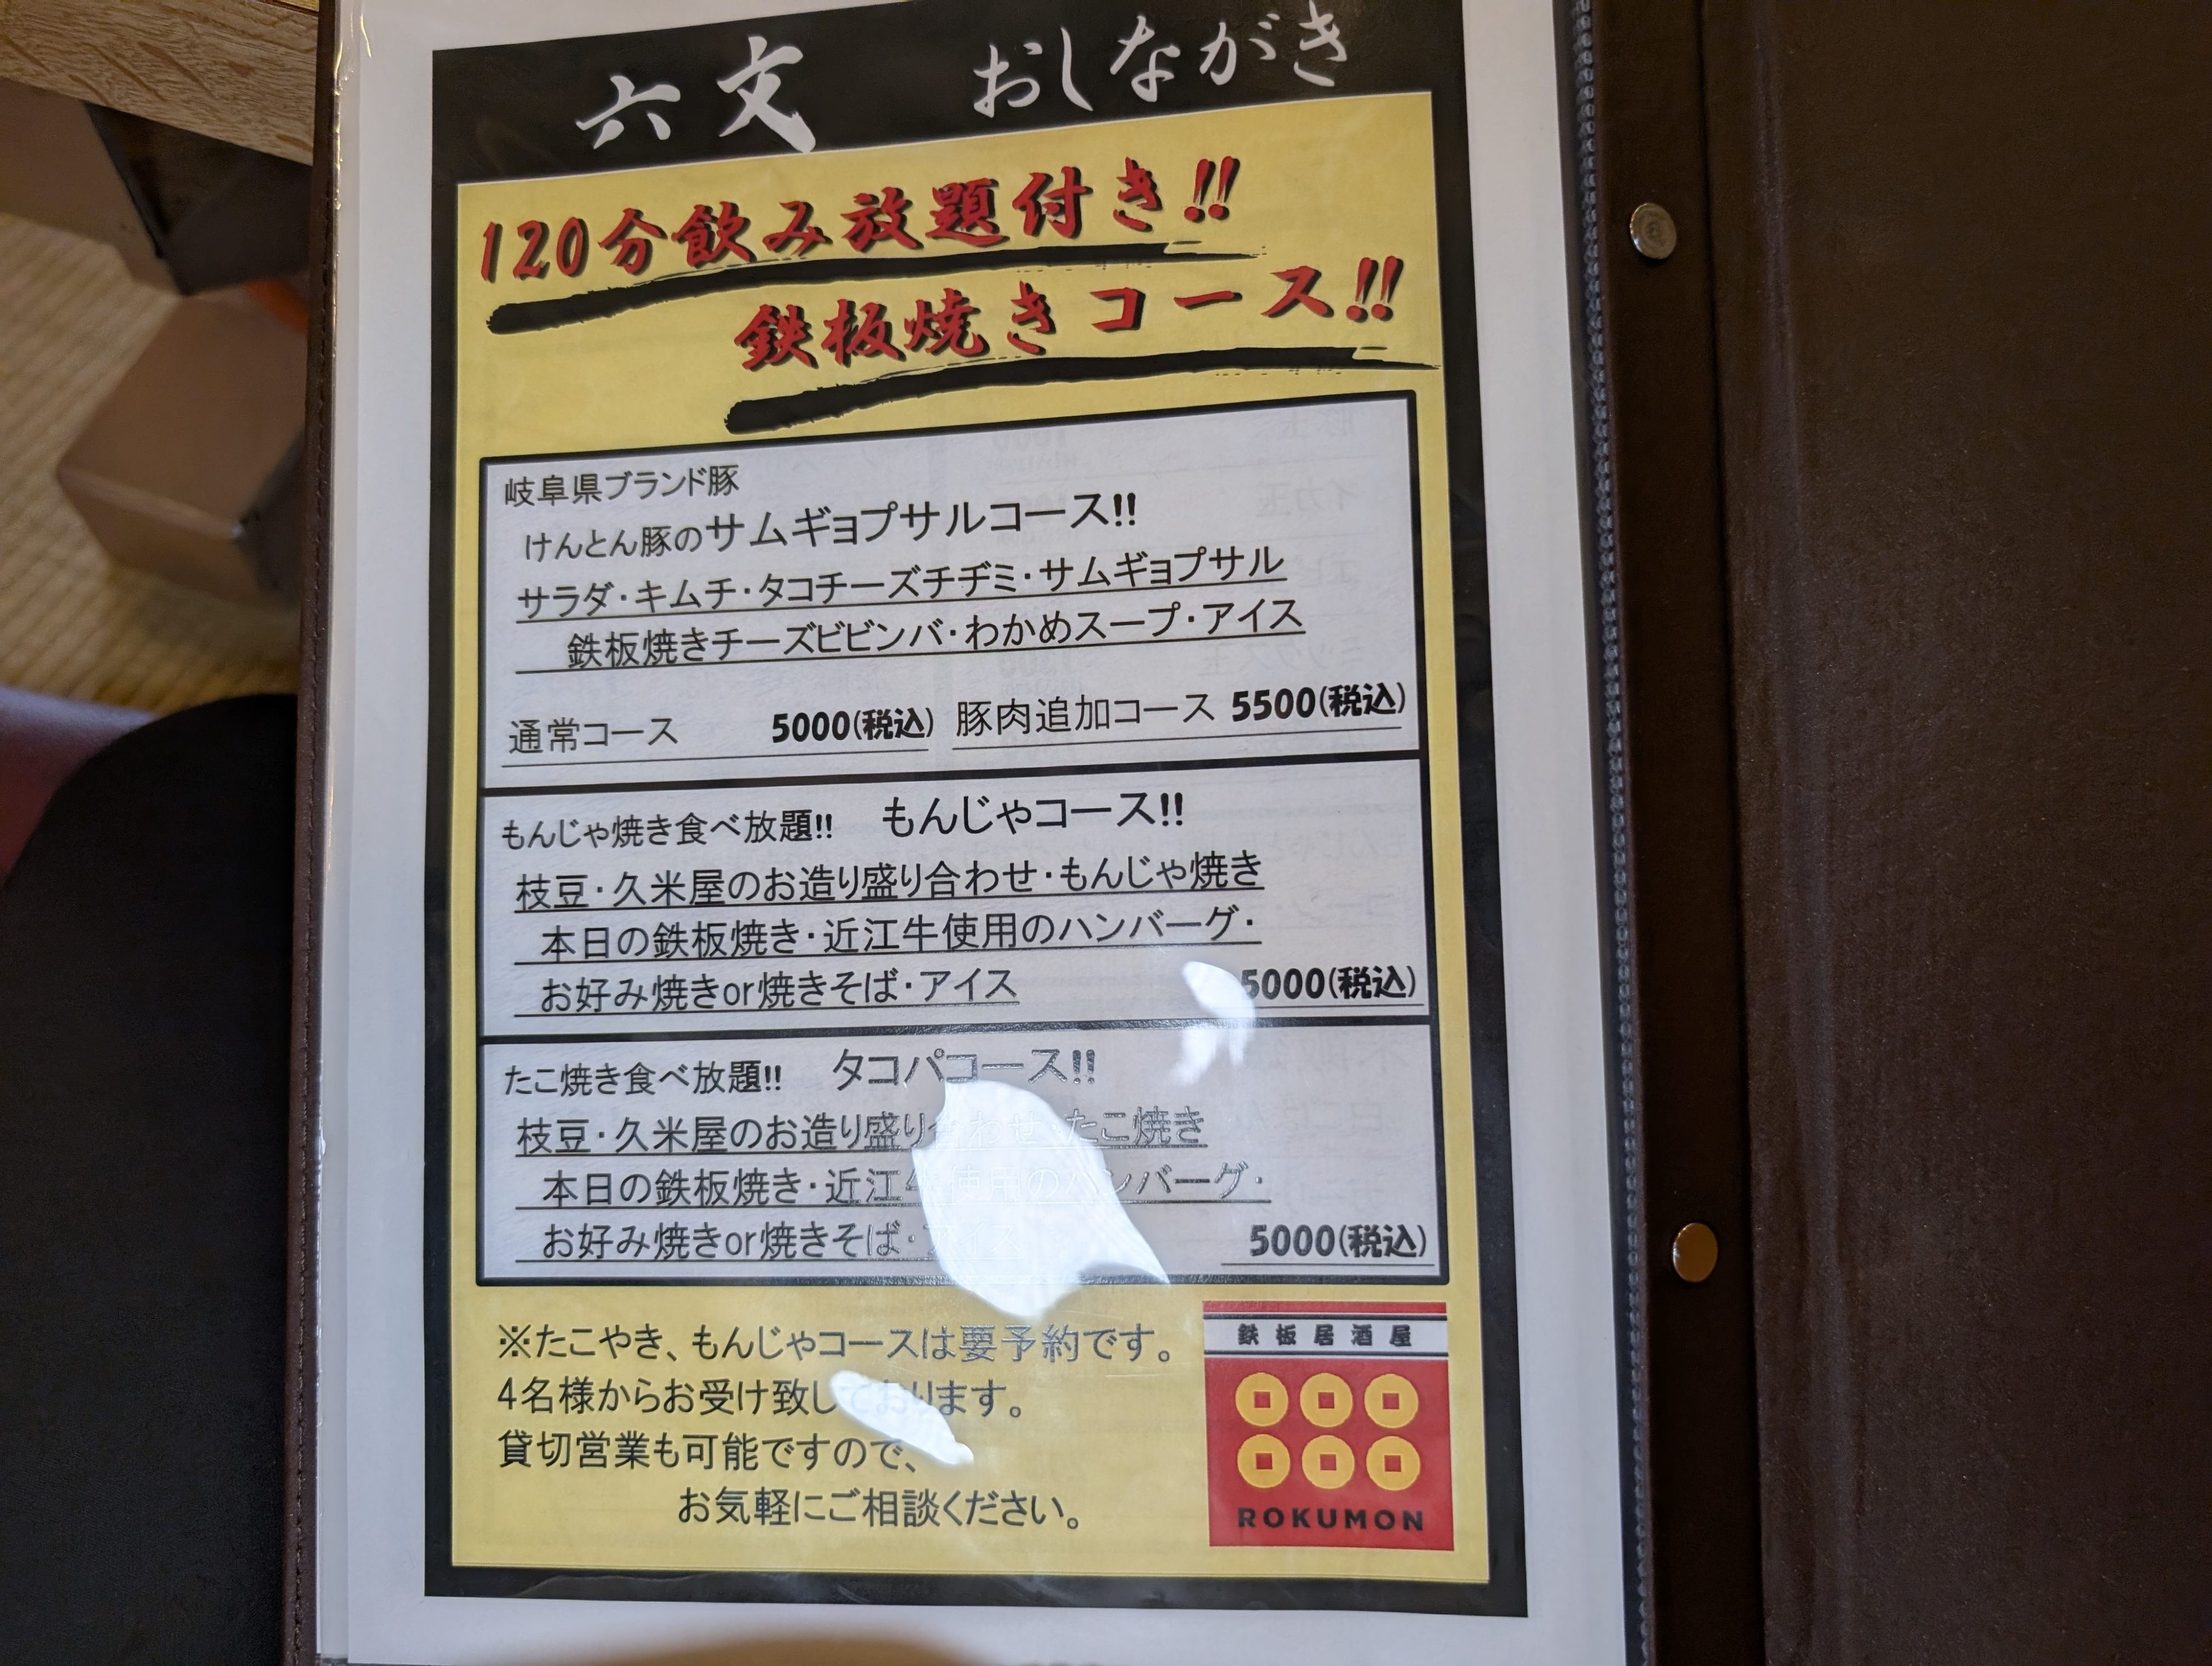 六文 おしながき
120分飲み放題付き!!
鉄板焼きコース!!
岐阜県ブランド豚
けんとん豚のサムギョプサルコース!!
サラダ・キムチ・タコチーズチヂミ・サムギョプサル
鉄板焼きチーズビビンバ・わかめスープ・アイス
通常コース 5000(税込) 豚肉追加コース 5500(税込)
もんじゃ焼き食べ放題!! もんじゃコース!!
枝豆・久米屋のお造り盛り合わせ・もんじゃ焼き
本日の鉄板焼き・近江牛使用のハンバーグ・
お好み焼きor焼きそば・アイス 5000(税込)
たこ焼き食べ放題!! タコパコース!!
枝豆・久米屋のお造り盛り合わせ・たこ焼き
本日の鉄板焼き・近江牛使用のハンバーグ・
お好み焼きor焼きそば・アイス 5000(税込)
※たこやき、もんじゃコースは要予約です。
4名様からお受け致しております。
貸切営業も可能ですので、
お気軽にご相談ください。
鉄板居酒屋
ROKUMON